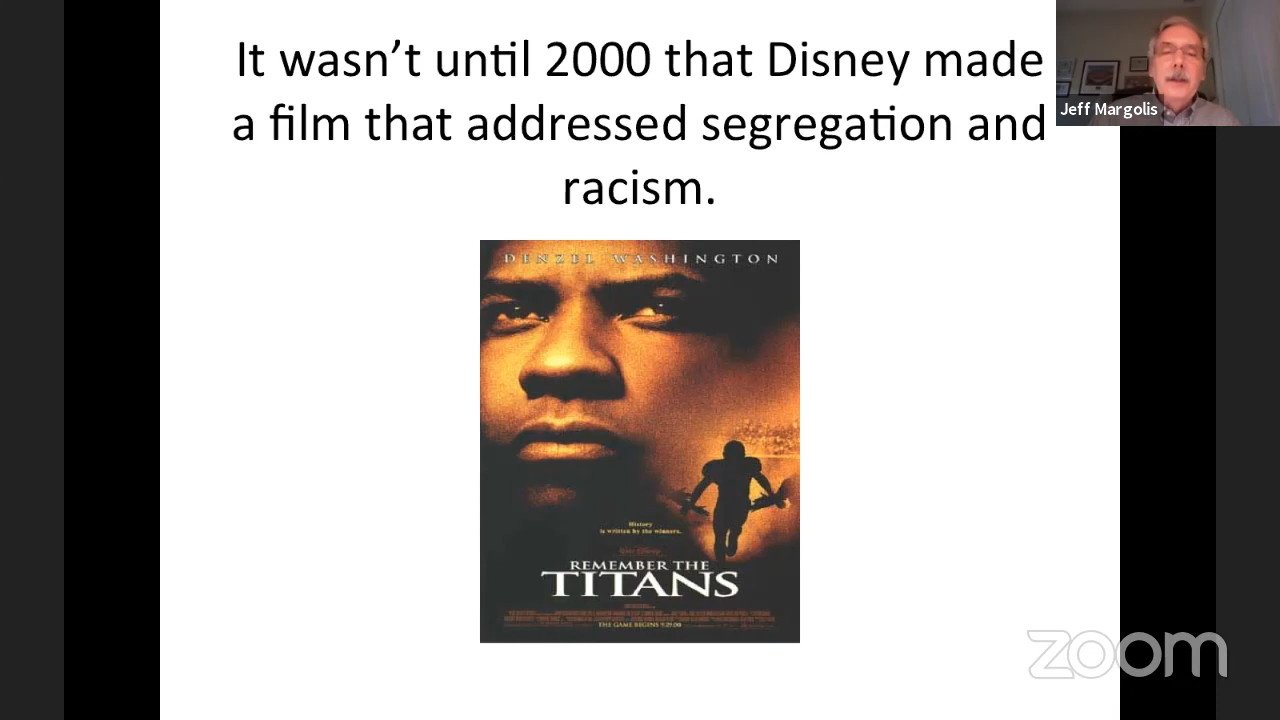 It wasn’t until 2000 that Disney made
a film that addressed segregation and
racism.
Jeff Margolis
DENZEL WASHINGTON
History
is written by the winners.
Walt Disney
REMEMBER THE
TITANS
THE GAME BEGINS 9.29.00
zoom